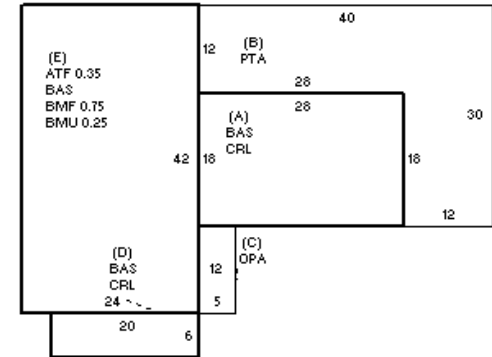 40
(E)
ATF 0.35
BAS
BMF 0.75
BMU 0.25
12
(B)
PTA
28
28
(A)
BAS
CRL
30
42
18
18
12
(D)
BAS
CRL
24
12
5
(C)
OPA
20
6